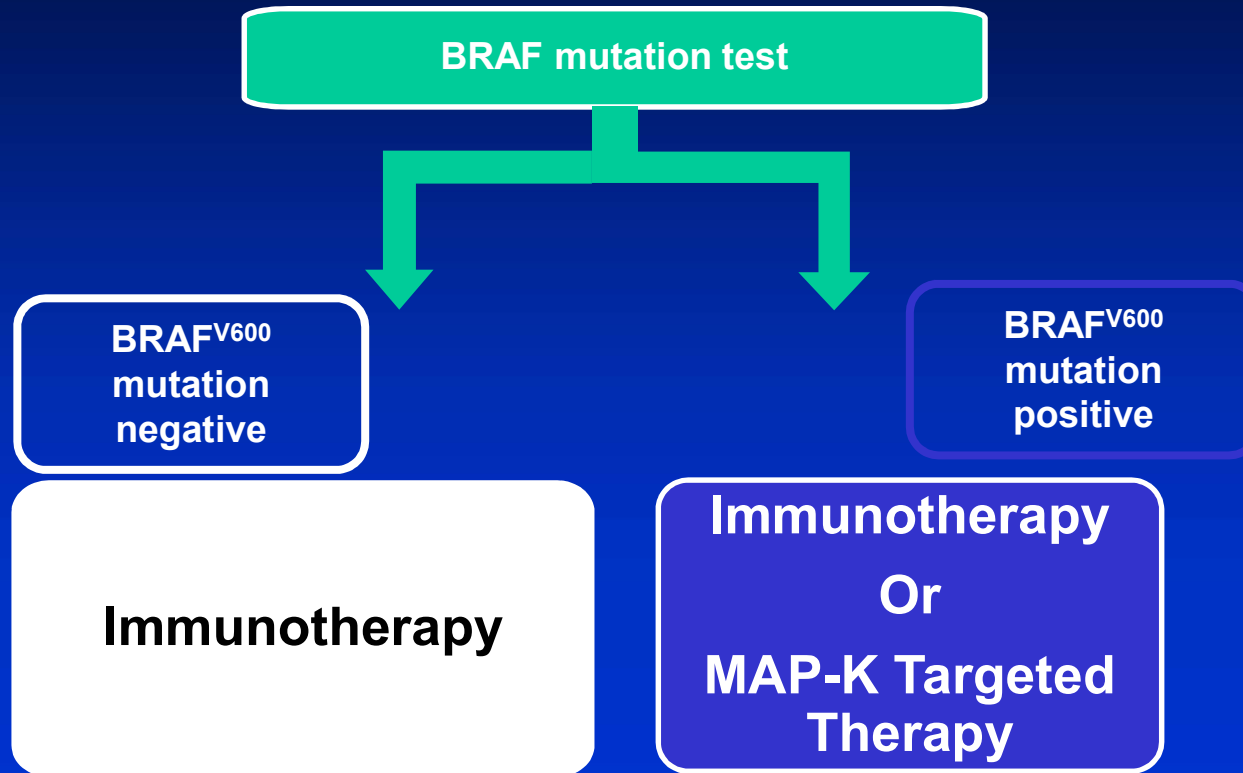 BRAF mutation test
BRAFV600
mutation
negative
BRAFV600
mutation
positive
Immunotherapy
Immunotherapy
Or
MAP-K Targeted
Therapy